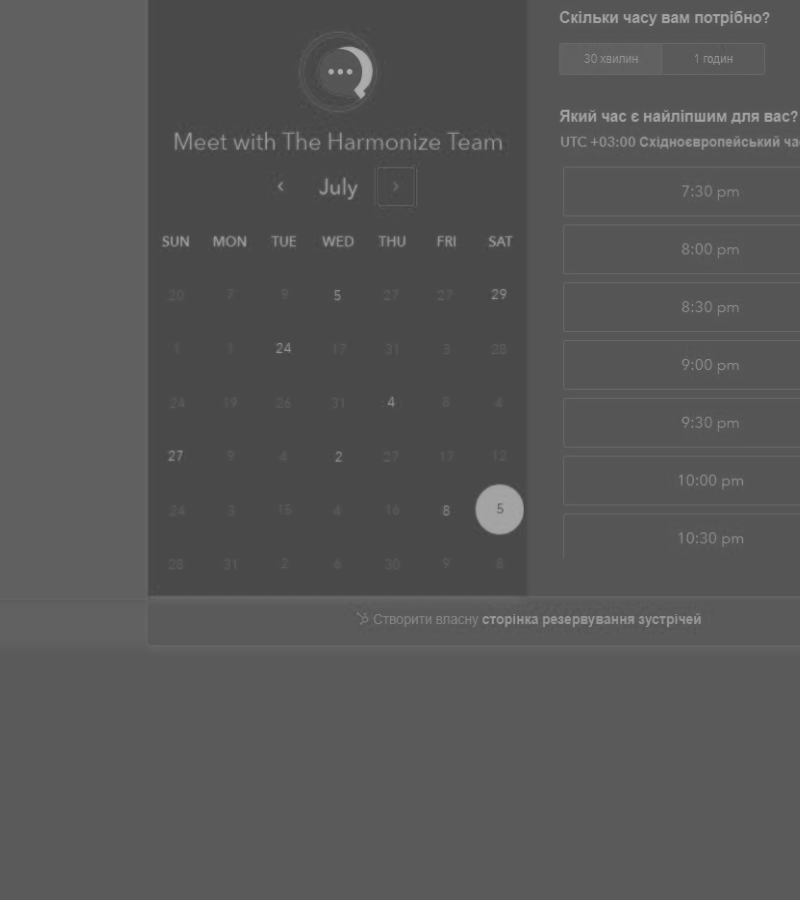 Meet with The Harmonize Team
July
SUN MON TUE WED THU FRI SAT
20 7 9 5 27 27 29
1 1 24 17 31 3 28
24 19 26 31 4 8 4
27 9 4 2 27 17 12
24 3 15 4 16 8 5
28 31 2 6 30 9 8
Скільки часу вам потрібно?
30 хвилин 1 годин
Який час є найліпшим для вас?
UTC +03:00 Східноєвропейський ча
7:30 pm
8:00 pm
8:30 pm
9:00 pm
9:30 pm
10:00 pm
10:30 pm
Створити власну сторінка резервування зустрічей